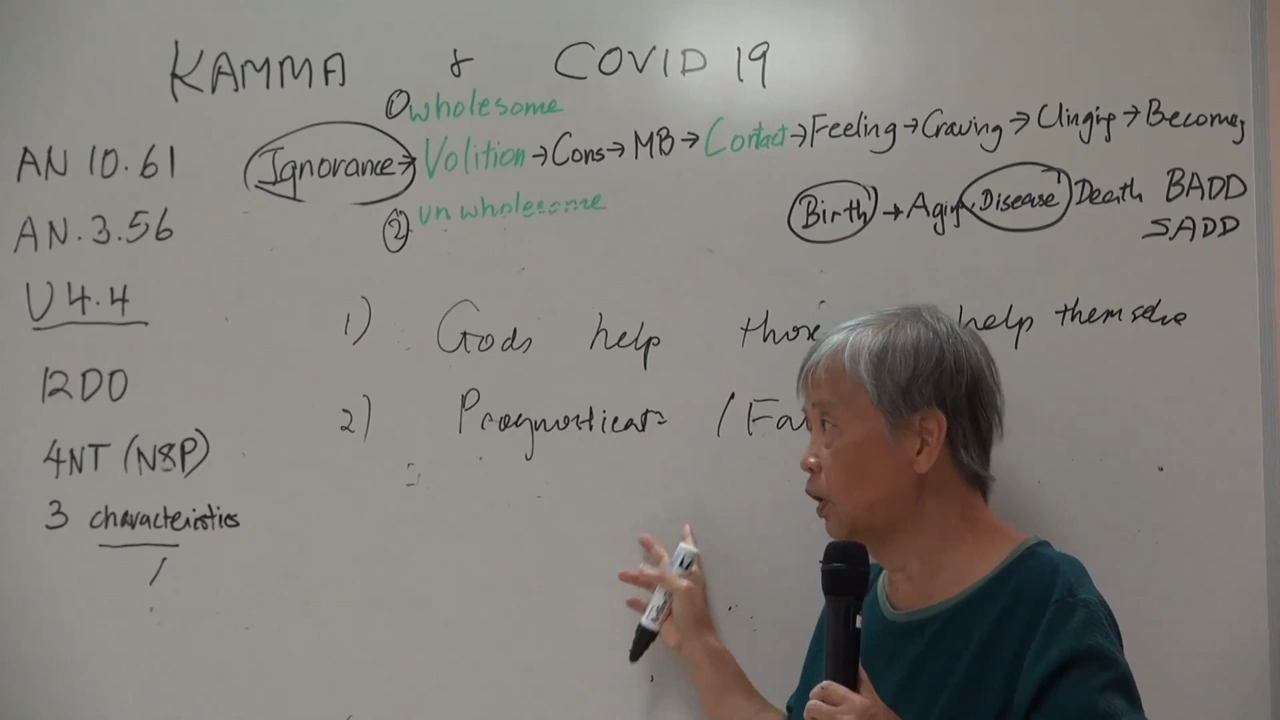 KAMMA & COVID 19
① wholesome
AN 10.61
Ignorance → Volition → Cons → MB → Contact → Feeling → Craving → Clinging → Becoming
② unwholesome
Birth → Aging Disease Death BADD
SADD
AN.3.56
V 4.4
1) Gods help those help themselve
12DO
2) / Fa
4NT (N8P)
3 characteristics